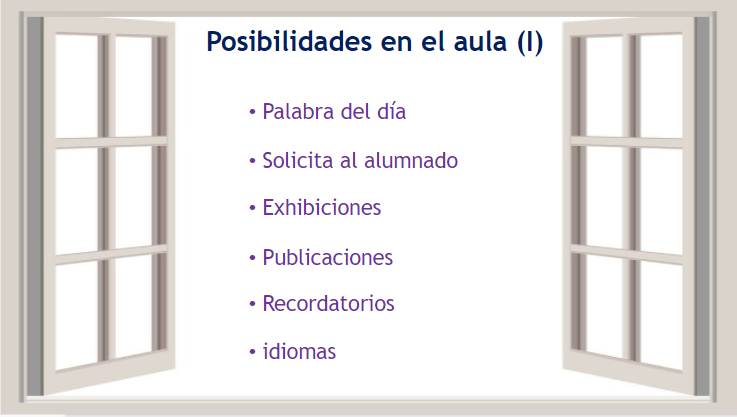 Posibilidades en el aula (I)
• Palabra del día
• Solicita al alumnado
• Exhibiciones
• Publicaciones
• Recordatorios
• idiomas